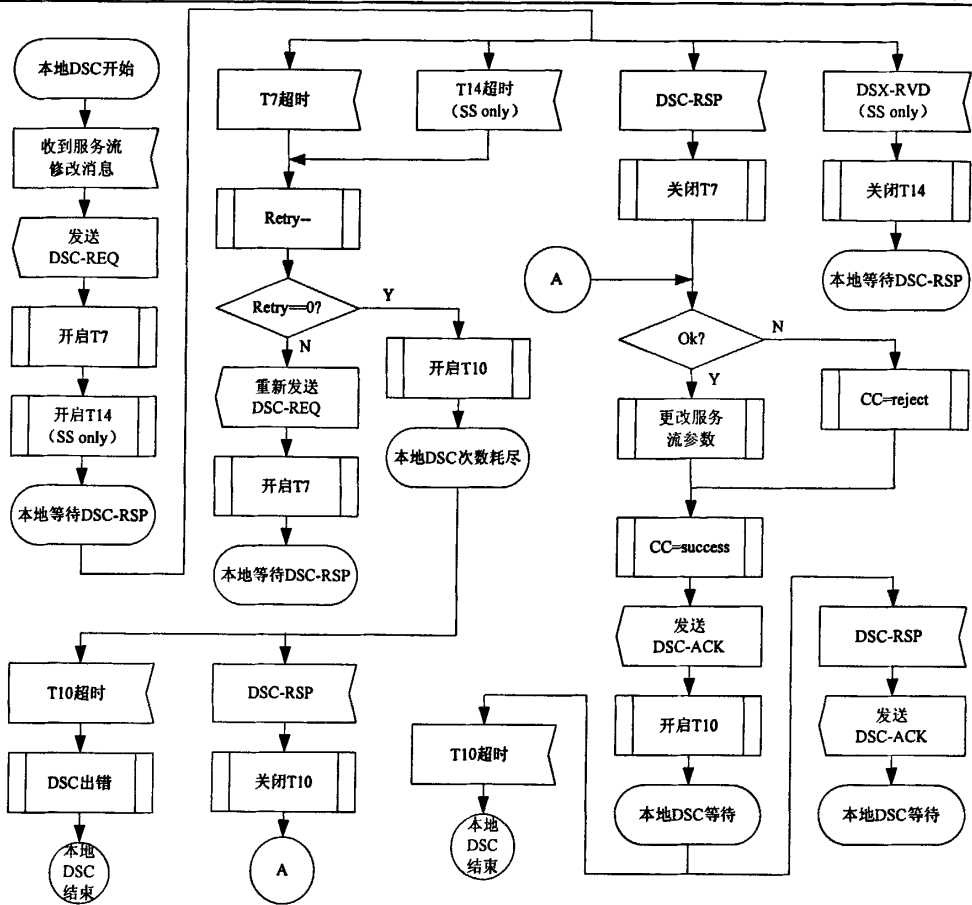 本地DSC开始
收到服务流
修改消息
发送
DSC-REQ
开启T7
开启T14
(SS only)
本地等待DSC-RSP
T7超时
T14超时
(SS only)
Retry--
Retry==0?
Y
N
重新发送
DSC-REQ
开启T7
本地等待DSC-RSP
开启T10
本地DSC次数耗尽
DSC-RSP
关闭T7
A
Ok?
N
Y
更改服务
流参数
CC=reject
CC=success
发送
DSC-ACK
开启T10
本地DSC等待
DSX-RVD
(SS only)
关闭T14
本地等待DSC-RSP
T10超时
DSC出错
本地
DSC
结束
DSC-RSP
关闭T10
A
T10超时
本地
DSC
结束
DSC-RSP
发送
DSC-ACK
本地DSC等待